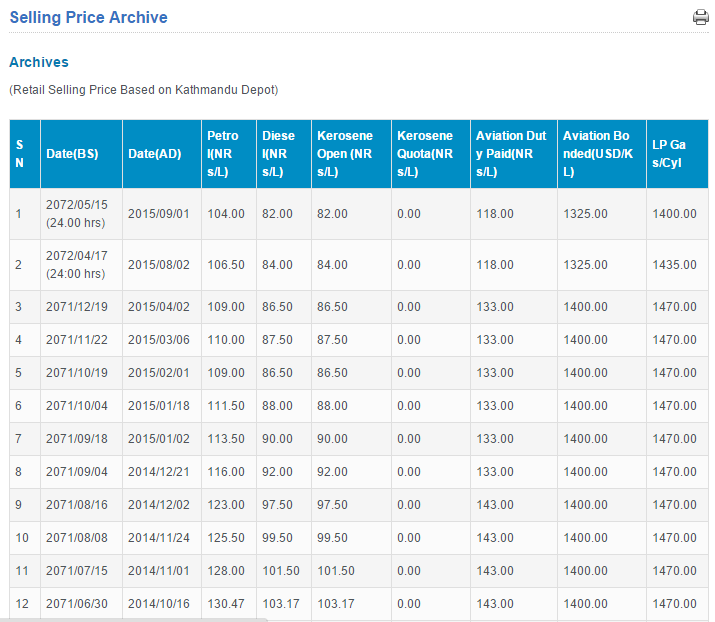 Selling Price Archive
Archives
(Retail Selling Price Based on Kathmandu Depot)
S N Date(BS) Date(AD) Petro l(NR s/L) Diese l(NR s/L) Kerosene Open (NR s/L) Kerosene Quota(NR s/L) Aviation Dut y Paid(NR s/L) Aviation Bo nded(USD/K L) LP Ga s/Cyl
1 2072/05/15 (24.00 hrs) 2015/09/01 104.00 82.00 82.00 0.00 118.00 1325.00 1400.00
2 2072/04/17 (24:00 hrs) 2015/08/02 106.50 84.00 84.00 0.00 118.00 1325.00 1435.00
3 2071/12/19 2015/04/02 109.00 86.50 86.50 0.00 133.00 1400.00 1470.00
4 2071/11/22 2015/03/06 110.00 87.50 87.50 0.00 133.00 1400.00 1470.00
5 2071/10/19 2015/02/01 109.00 86.50 86.50 0.00 133.00 1400.00 1470.00
6 2071/10/04 2015/01/18 111.50 88.00 88.00 0.00 133.00 1400.00 1470.00
7 2071/09/18 2015/01/02 113.50 90.00 90.00 0.00 133.00 1400.00 1470.00
8 2071/09/04 2014/12/21 116.00 92.00 92.00 0.00 133.00 1400.00 1470.00
9 2071/08/16 2014/12/02 123.00 97.50 97.50 0.00 143.00 1400.00 1470.00
10 2071/08/08 2014/11/24 125.50 99.50 99.50 0.00 143.00 1400.00 1470.00
11 2071/07/15 2014/11/01 128.00 101.50 101.50 0.00 143.00 1400.00 1470.00
12 2071/06/30 2014/10/16 130.47 103.17 103.17 0.00 143.00 1400.00 1470.00